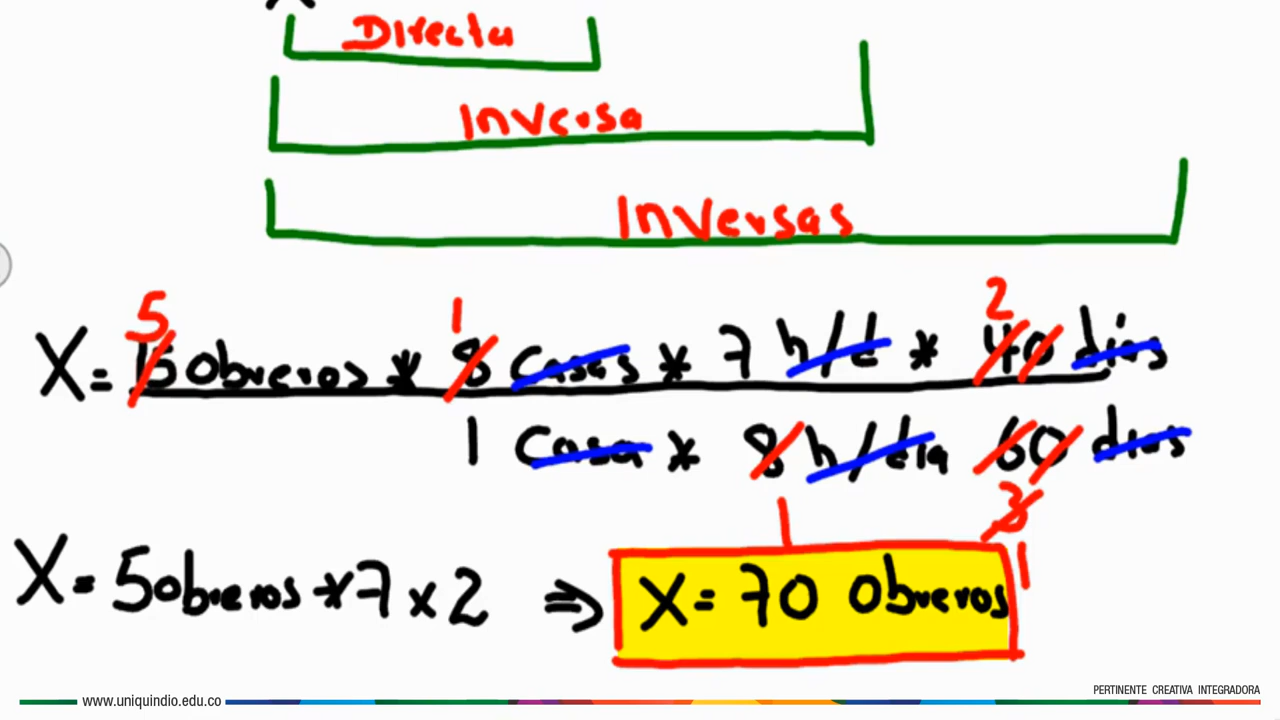 Directa
Inversa
Inversas
5 1 2
X= 15 Obreros * 8 Casas * 7 h/d * 40 días
1 Casa * 8 h/día 60 días
1 3 1
X= 5 obreros * 7 x 2 ⇒ X= 70 Obreros
www.uniquindio.edu.co
PERTINENTE CREATIVA INTEGRADORA